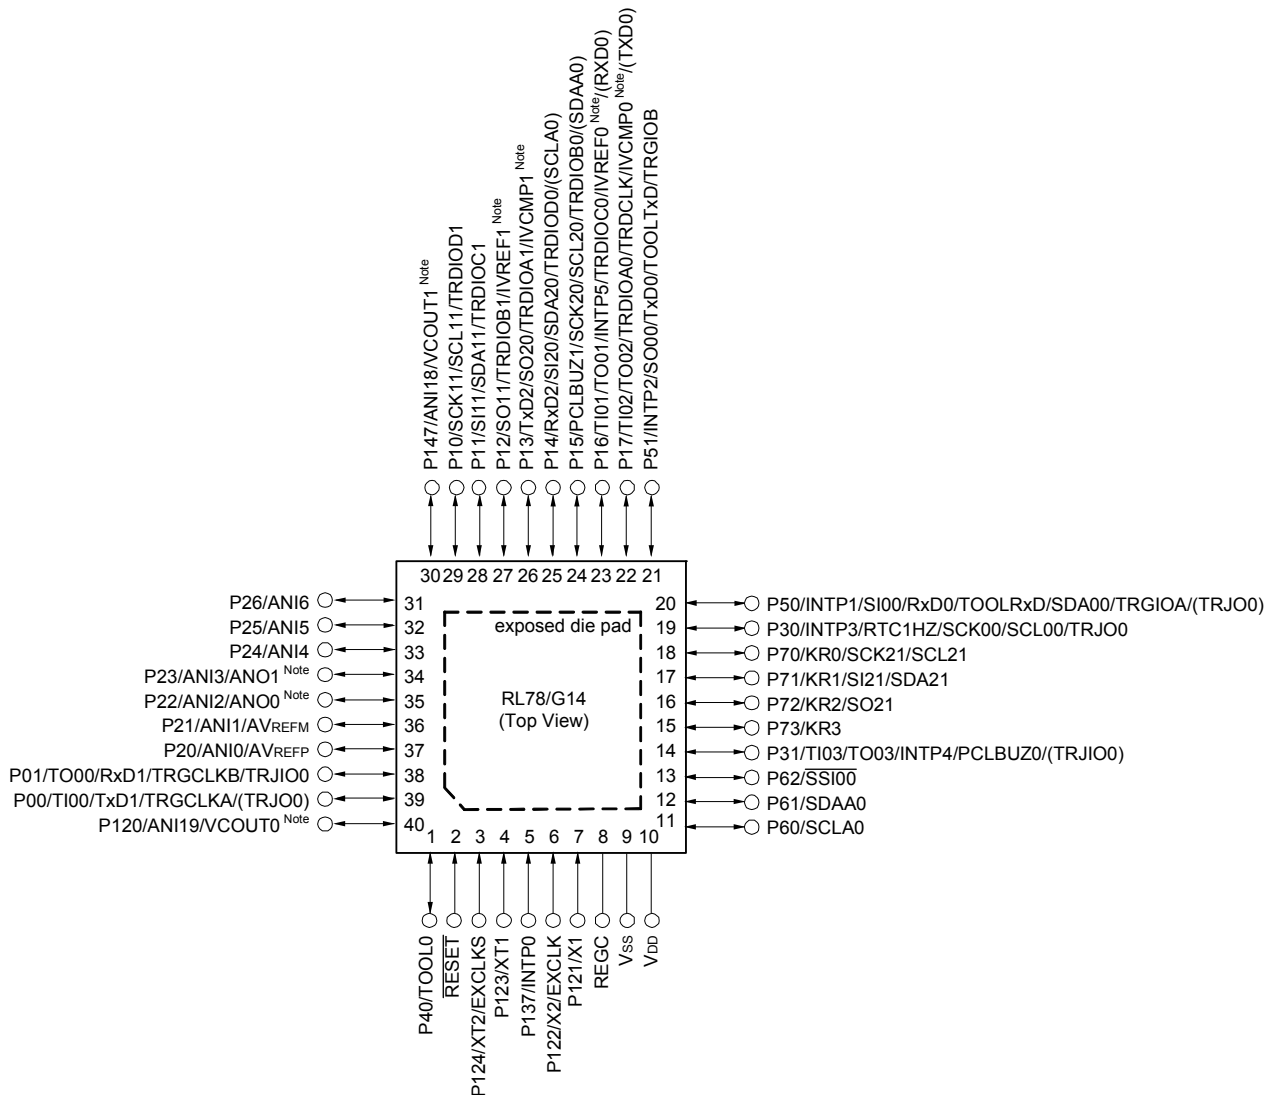 P147/ANI18/VCOUT1 Note
P10/SCK11/SCL11/TRDIOD1
P11/SI11/SDA11/TRDIOC1
P12/SO11/TRDIOB1/IVREF1 Note
P13/TxD2/SO20/TRDIOA1/IVCMP1 Note
P14/RxD2/SI20/SDA20/TRDIOD0/(SCLA0)
P15/PCLBUZ1/SCK20/SCL20/TRDIOB0/(SDAA0)
P16/TI01/TO01/INTP5/TRDIOC0/IVREF0 Note/(RXD0)
P17/TI02/TO02/TRDIOA0/TRDCLK/IVCMP0 Note/(TXD0)
P51/INTP2/SO00/TxD0/TOOLTxD/TRGIOB
30 29 28 27 26 25 24 23 22 21
P26/ANI6 31
P25/ANI5 32
P24/ANI4 33
P23/ANI3/ANO1 Note 34
P22/ANI2/ANO0 Note 35
P21/ANI1/AVREFM 36
P20/ANI0/AVREFP 37
P01/TO00/RxD1/TRGCLKB/TRJIO0 38
P00/TI00/TxD1/TRGCLKA/(TRJO0) 39
P120/ANI19/VCOUT0 Note 40
exposed die pad
RL78/G14
(Top View)
20 P50/INTP1/SI00/RxD0/TOOLRxD/SDA00/TRGIOA/(TRJO0)
19 P30/INTP3/RTC1HZ/SCK00/SCL00/TRJO0
18 P70/KR0/SCK21/SCL21
17 P71/KR1/SI21/SDA21
16 P72/KR2/SO21
15 P73/KR3
14 P31/TI03/TO03/INTP4/PCLBUZ0/(TRJIO0)
13 P62/SSI00
12 P61/SDAA0
11 P60/SCLA0
1 2 3 4 5 6 7 8 9 10
P40/TOOL0
RESET
P124/XT2/EXCLKS
P123/XT1
P137/INTP0
P122/X2/EXCLK
P121/X1
REGC
VSS
VDD